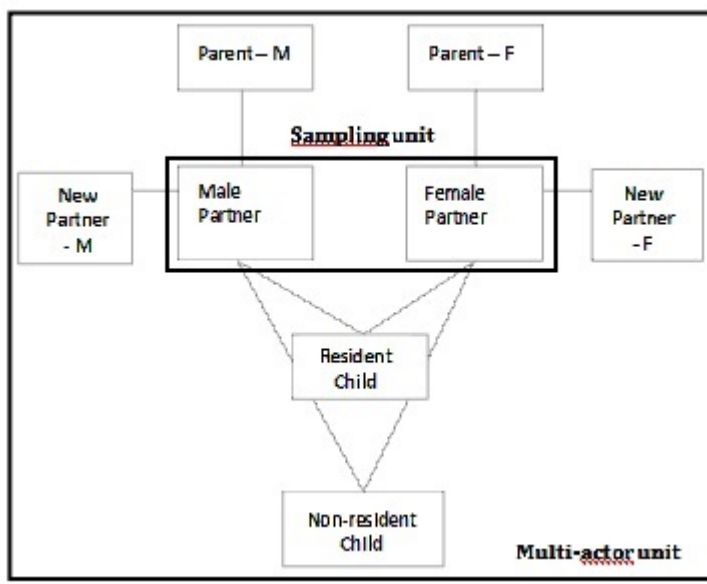 Parent – M
Parent – F
Sampling unit
New
Partner
- M
Male
Partner
Female
Partner
New
Partner
- F
Resident
Child
Non-resident
Child
Multi-actor unit